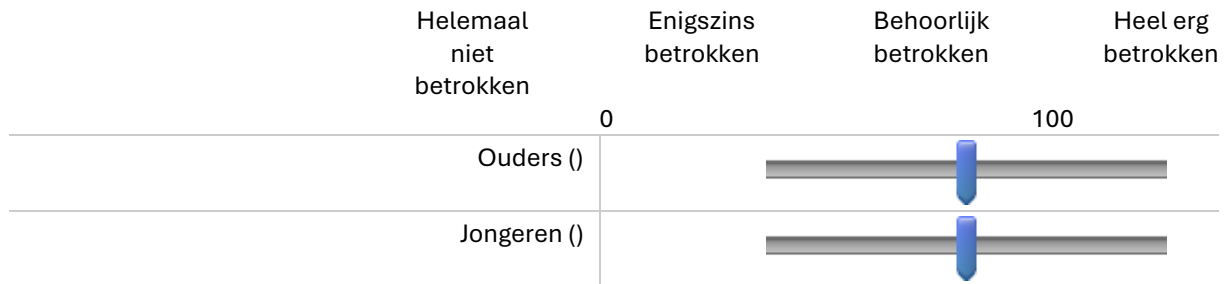 Helemaal niet betrokken
Enigszins betrokken
Behoorlijk betrokken
Heel erg betrokken
0 100
Ouders ()
Jongeren ()